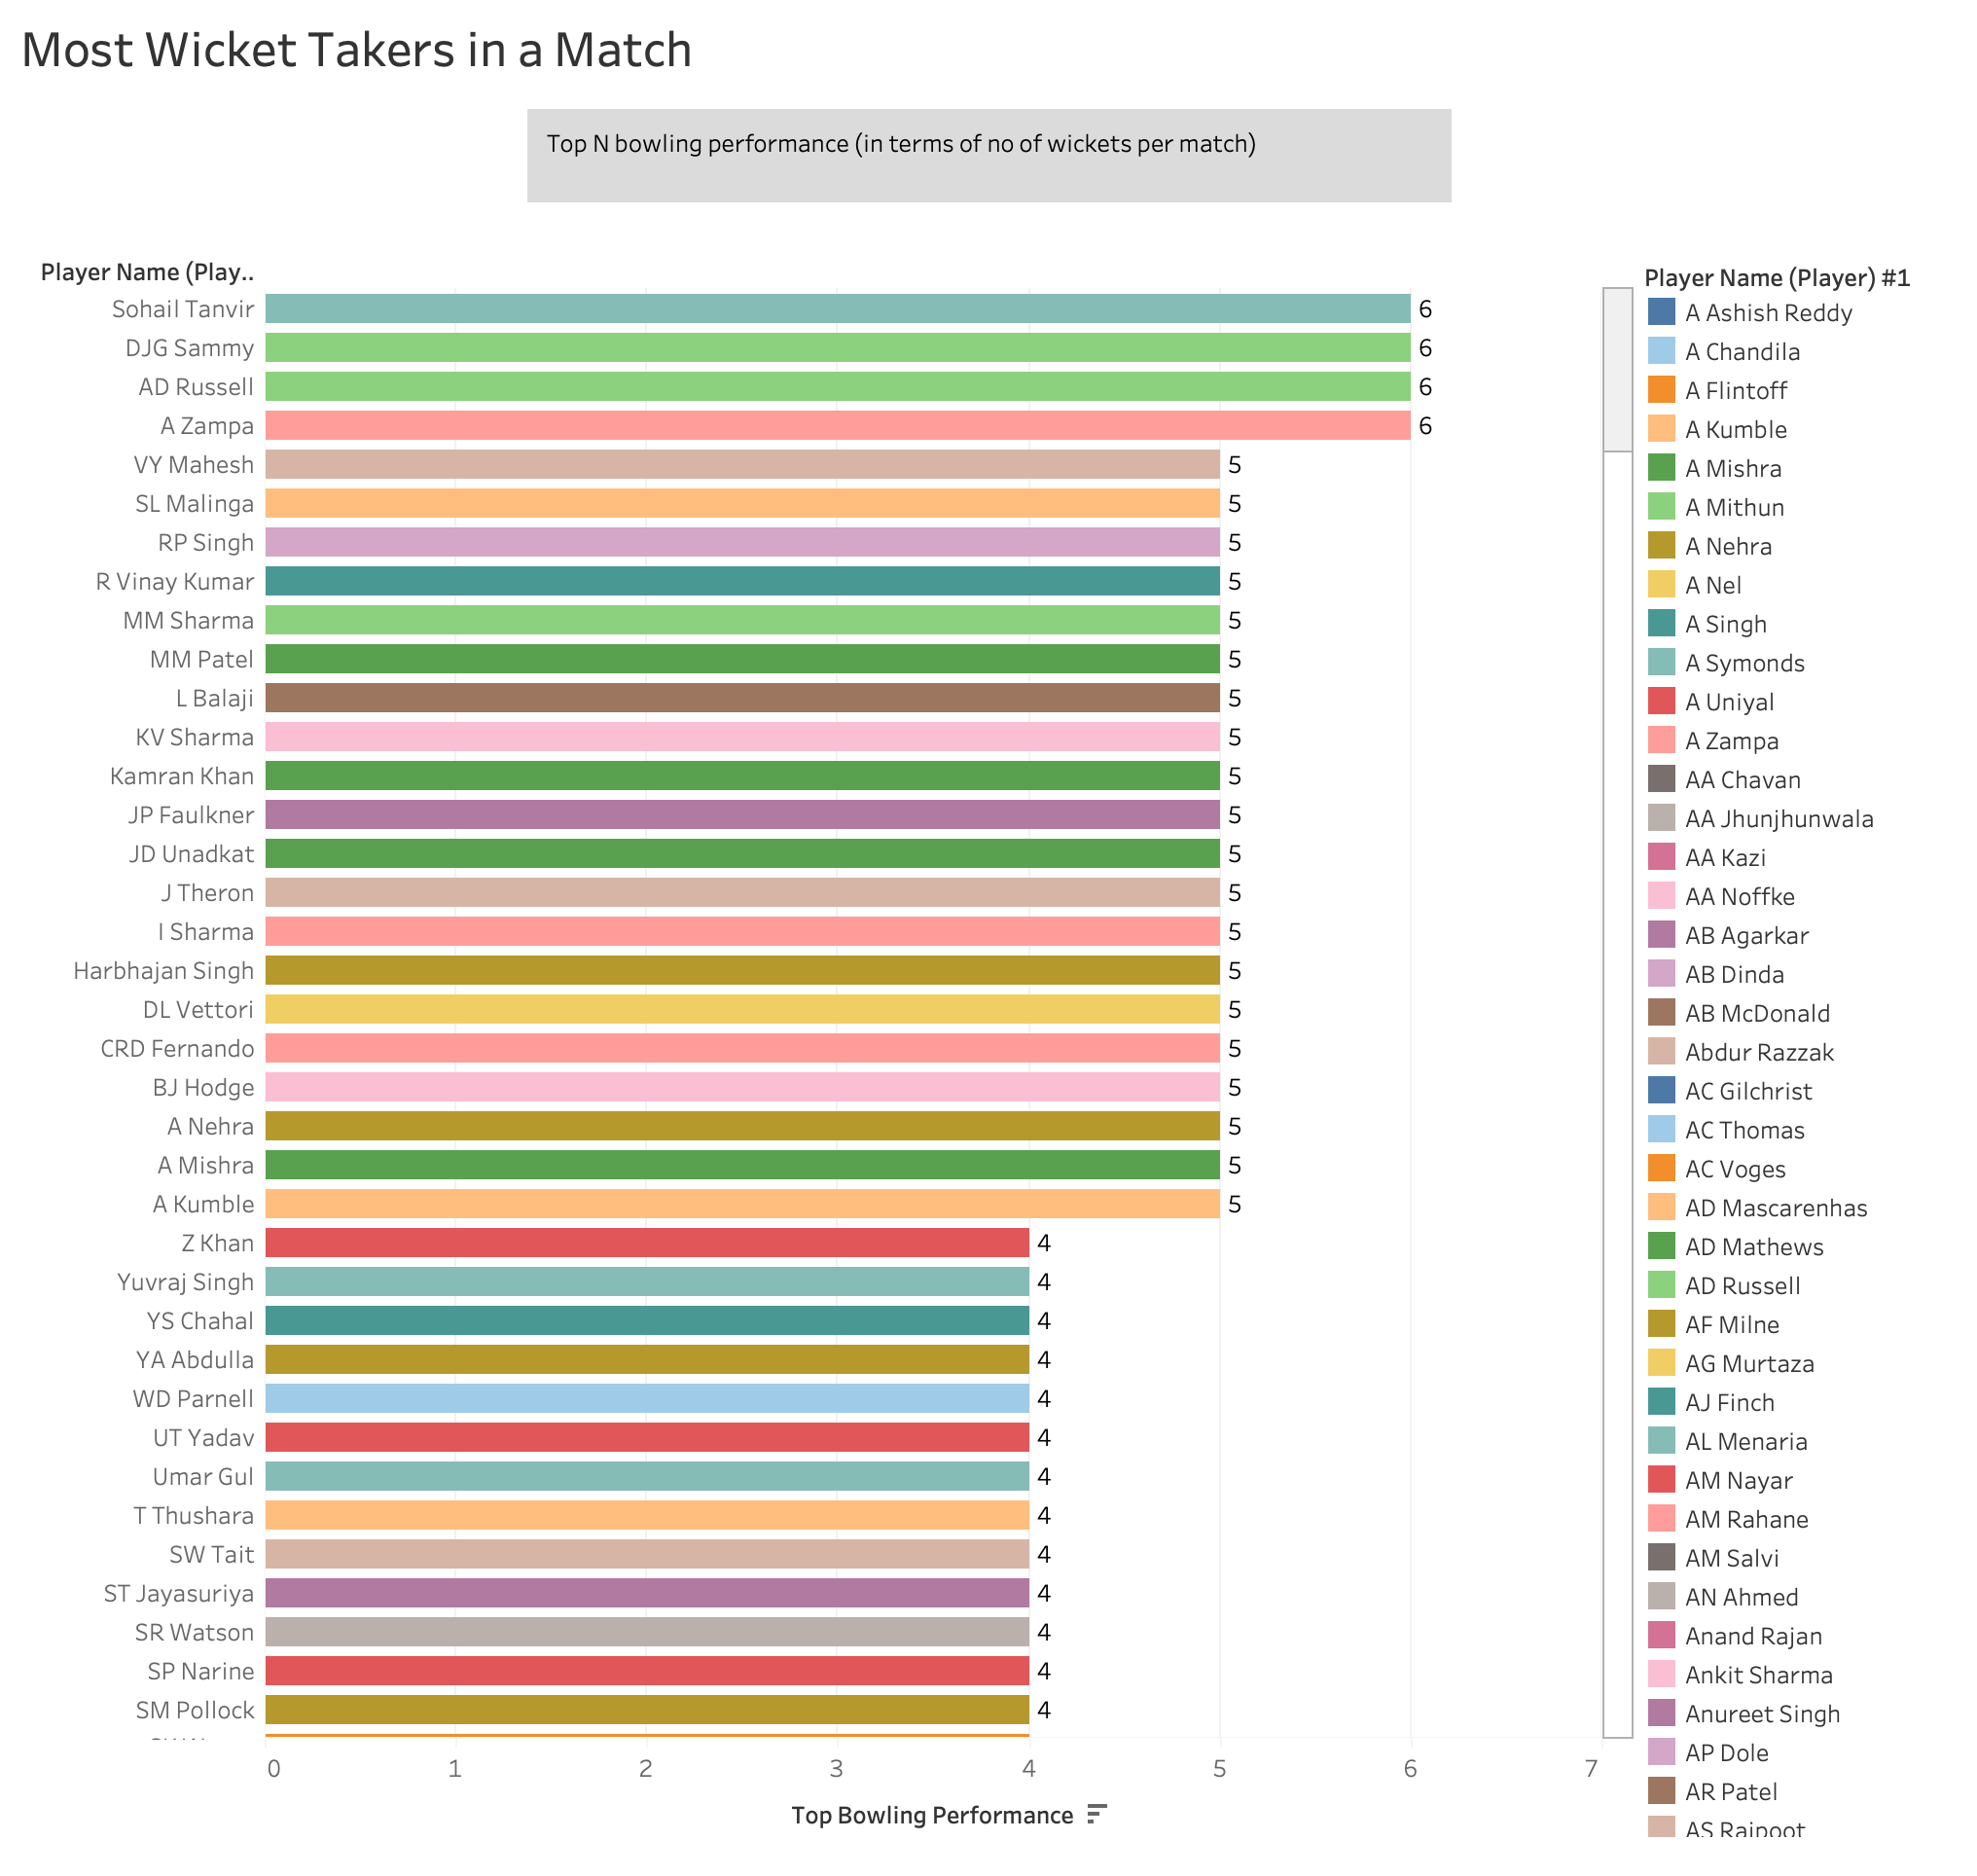 Most Wicket Takers in a Match
Top N bowling performance (in terms of no of wickets per match)
Player Name (Play..
Sohail Tanvir 6
DJG Sammy 6
AD Russell 6
A Zampa 6
VY Mahesh 5
SL Malinga 5
RP Singh 5
R Vinay Kumar 5
MM Sharma 5
MM Patel 5
L Balaji 5
KV Sharma 5
Kamran Khan 5
JP Faulkner 5
JD Unadkat 5
J Theron 5
I Sharma 5
Harbhajan Singh 5
DL Vettori 5
CRD Fernando 5
BJ Hodge 5
A Nehra 5
A Mishra 5
A Kumble 5
Z Khan 4
Yuvraj Singh 4
YS Chahal 4
YA Abdulla 4
WD Parnell 4
UT Yadav 4
Umar Gul 4
T Thushara 4
SW Tait 4
ST Jayasuriya 4
SR Watson 4
SP Narine 4
SM Pollock 4
0 1 2 3 4 5 6 7
Top Bowling Performance
Player Name (Player) #1
A Ashish Reddy
A Chandila
A Flintoff
A Kumble
A Mishra
A Mithun
A Nehra
A Nel
A Singh
A Symonds
A Uniyal
A Zampa
AA Chavan
AA Jhunjhunwala
AA Kazi
AA Noffke
AB Agarkar
AB Dinda
AB McDonald
Abdur Razzak
AC Gilchrist
AC Thomas
AC Voges
AD Mascarenhas
AD Mathews
AD Russell
AF Milne
AG Murtaza
AJ Finch
AL Menaria
AM Nayar
AM Rahane
AM Salvi
AN Ahmed
Anand Rajan
Ankit Sharma
Anureet Singh
AP Dole
AR Patel
AS Rajpoot